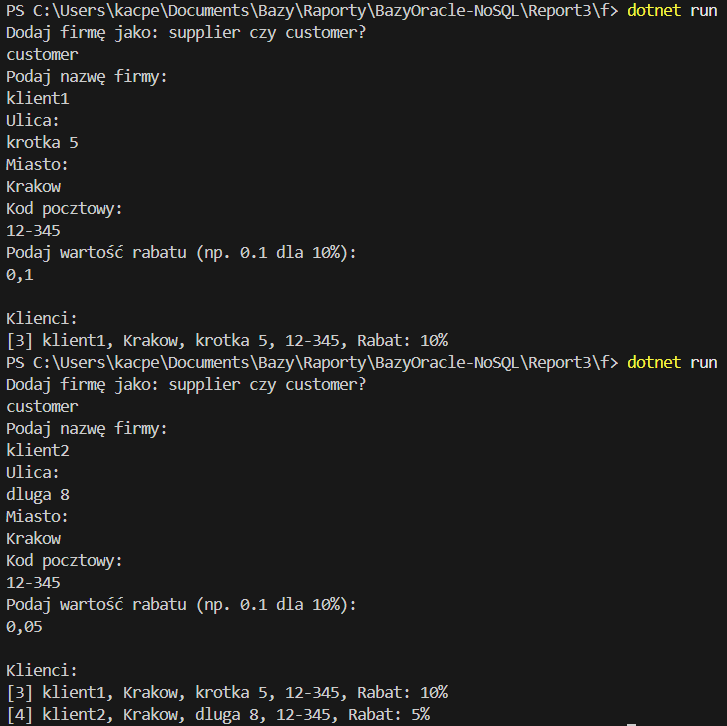 PS C:\Users\kacpe\Documents\Bazy\Raporty\BazyOracle-NoSQL\Report3\f> dotnet run
Dodaj firmę jako: supplier czy customer?
customer
Podaj nazwę firmy:
klient1
Ulica:
krotka 5
Miasto:
Krakow
Kod pocztowy:
12-345
Podaj wartość rabatu (np. 0.1 dla 10%):
0,1
Klienci:
[3] klient1, Krakow, krotka 5, 12-345, Rabat: 10%
PS C:\Users\kacpe\Documents\Bazy\Raporty\BazyOracle-NoSQL\Report3\f> dotnet run
Dodaj firmę jako: supplier czy customer?
customer
Podaj nazwę firmy:
klient2
Ulica:
dluga 8
Miasto:
Krakow
Kod pocztowy:
12-345
Podaj wartość rabatu (np. 0.1 dla 10%):
0,05
Klienci:
[3] klient1, Krakow, krotka 5, 12-345, Rabat: 10%
[4] klient2, Krakow, dluga 8, 12-345, Rabat: 5%